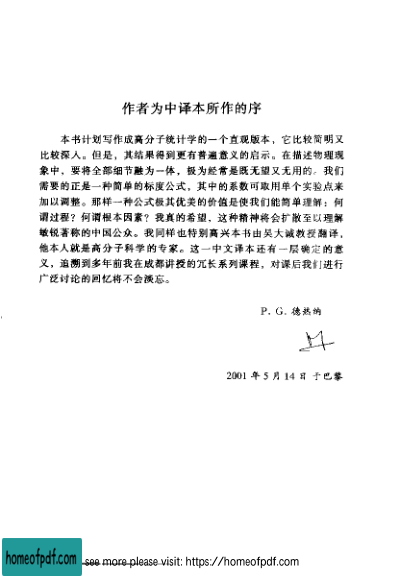 作者为中译本所作的序
本书计划写作成高分子统计学的一个直观版本，它比较简明又
比较深入。但是，其结果得到更有普遍意义的启示。在描述物理现
象中，要将全部细节融为一体，极为经常是既无望又无用的。我们
需要的正是一种简单的标度公式，其中的系数可取用单个实验点来
加以调整。那样一种公式极其优美的价值是使我们能简单理解：何
谓过程？何谓根本因素？我真的希望，这种精神将会扩散至以理解
敏锐著称的中国公众。我同样也特别高兴本书由吴大诚教授翻译，
他本人就是高分子科学的专家。这一中文译本还有一层确定的意
义，追溯到多年前我在成都讲授的冗长系列课程，对课后我们进行
广泛讨论的回忆将不会淡忘。
P. G. 德热纳
2001 年 5 月 14 日 于巴黎
homeofpdf.com
see more please visit: https://homeofpdf.com